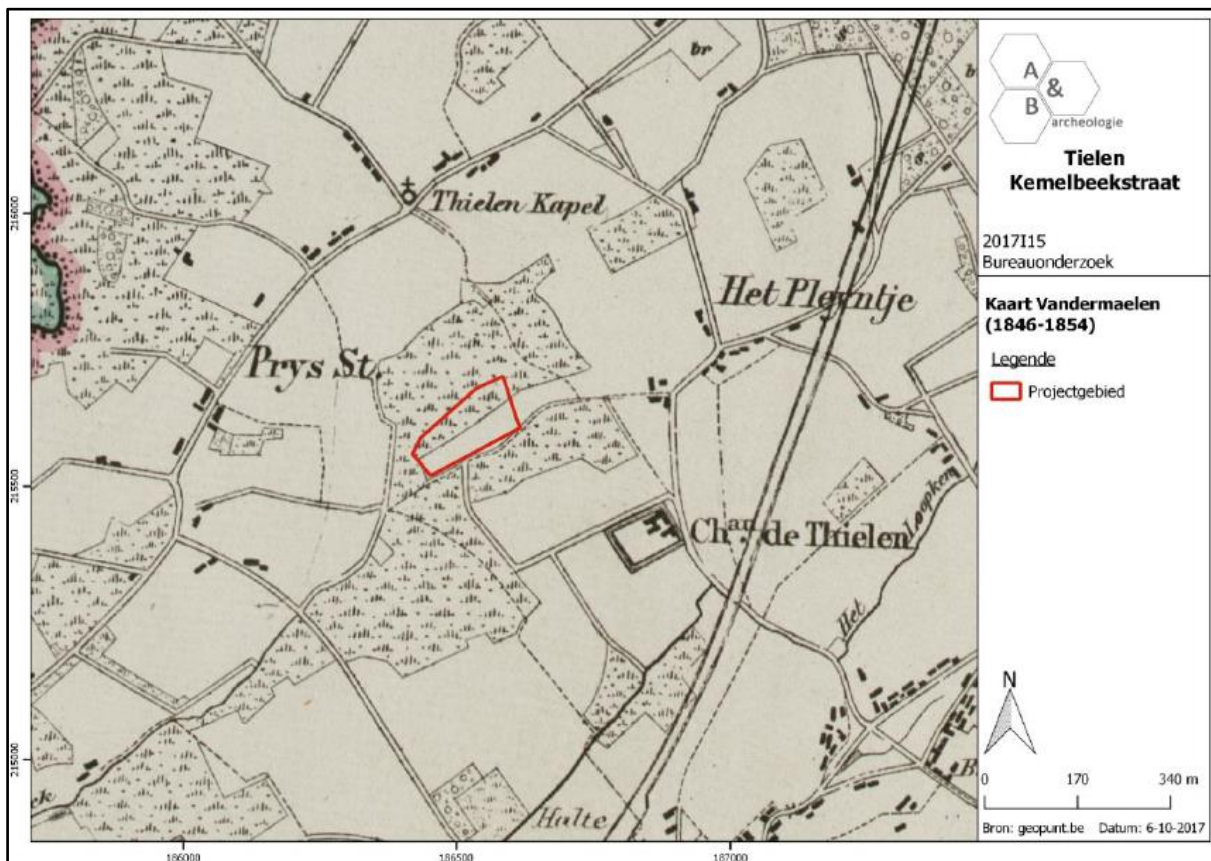 br
Thielen Kapel
Het Pleyntje
Prys St.
Ch.an de Thielen
Het Loopken
Halte
B.
216000
215500
215000
186000
186500
187000
A
&
B
archeologie
Tielen
Kemelbeekstraat
2017I15
Bureauonderzoek
Kaart Vandermaelen
(1846-1854)
Legende
Projectgebied
N
0 170 340 m
Bron: geopunt.be Datum: 6-10-2017